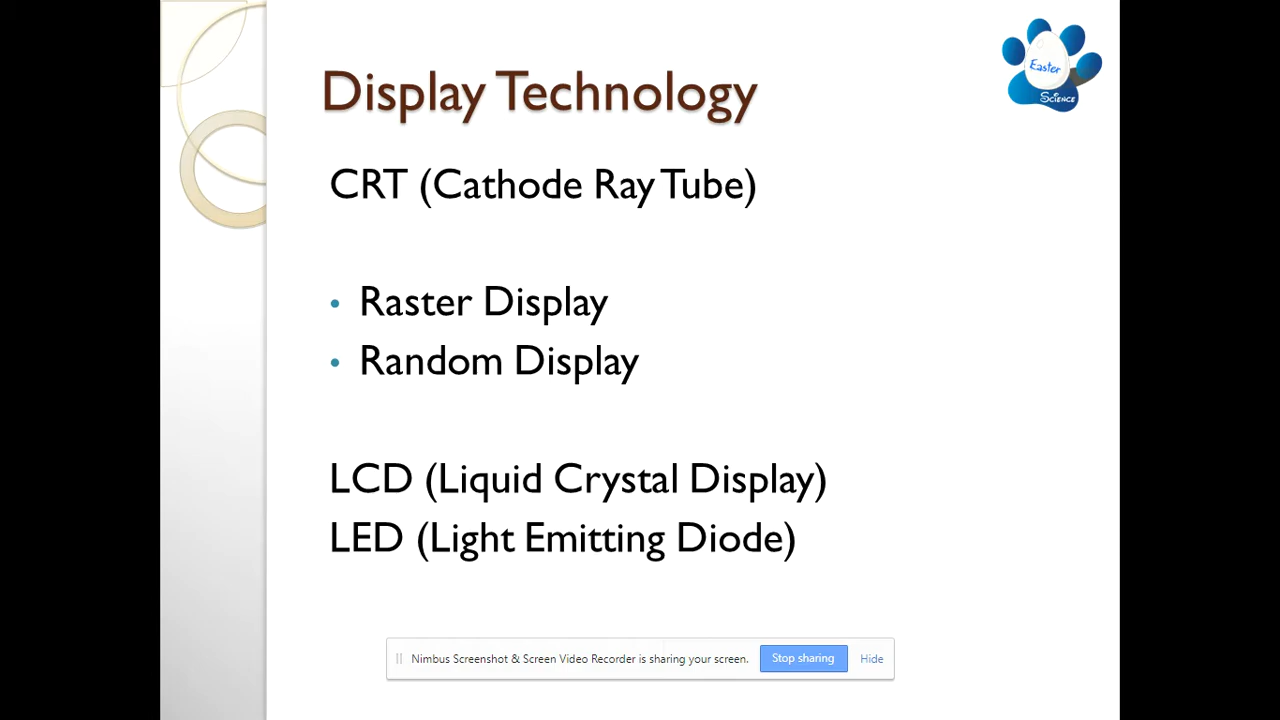 Display Technology
Easter
Science
CRT (Cathode Ray Tube)
• Raster Display
• Random Display
LCD (Liquid Crystal Display)
LED (Light Emitting Diode)
Nimbus Screenshot & Screen Video Recorder is sharing your screen. Stop sharing Hide